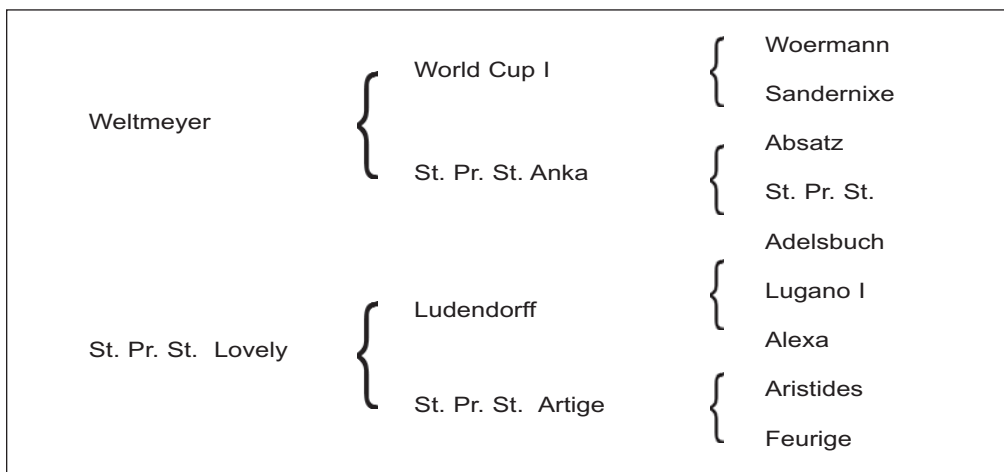 Weltmeyer
World Cup I
Woermann
Sandernixe
St. Pr. St. Anka
Absatz
St. Pr. St.
Adelsbuch
St. Pr. St. Lovely
Ludendorff
Lugano I
Alexa
St. Pr. St. Artige
Aristides
Feurige